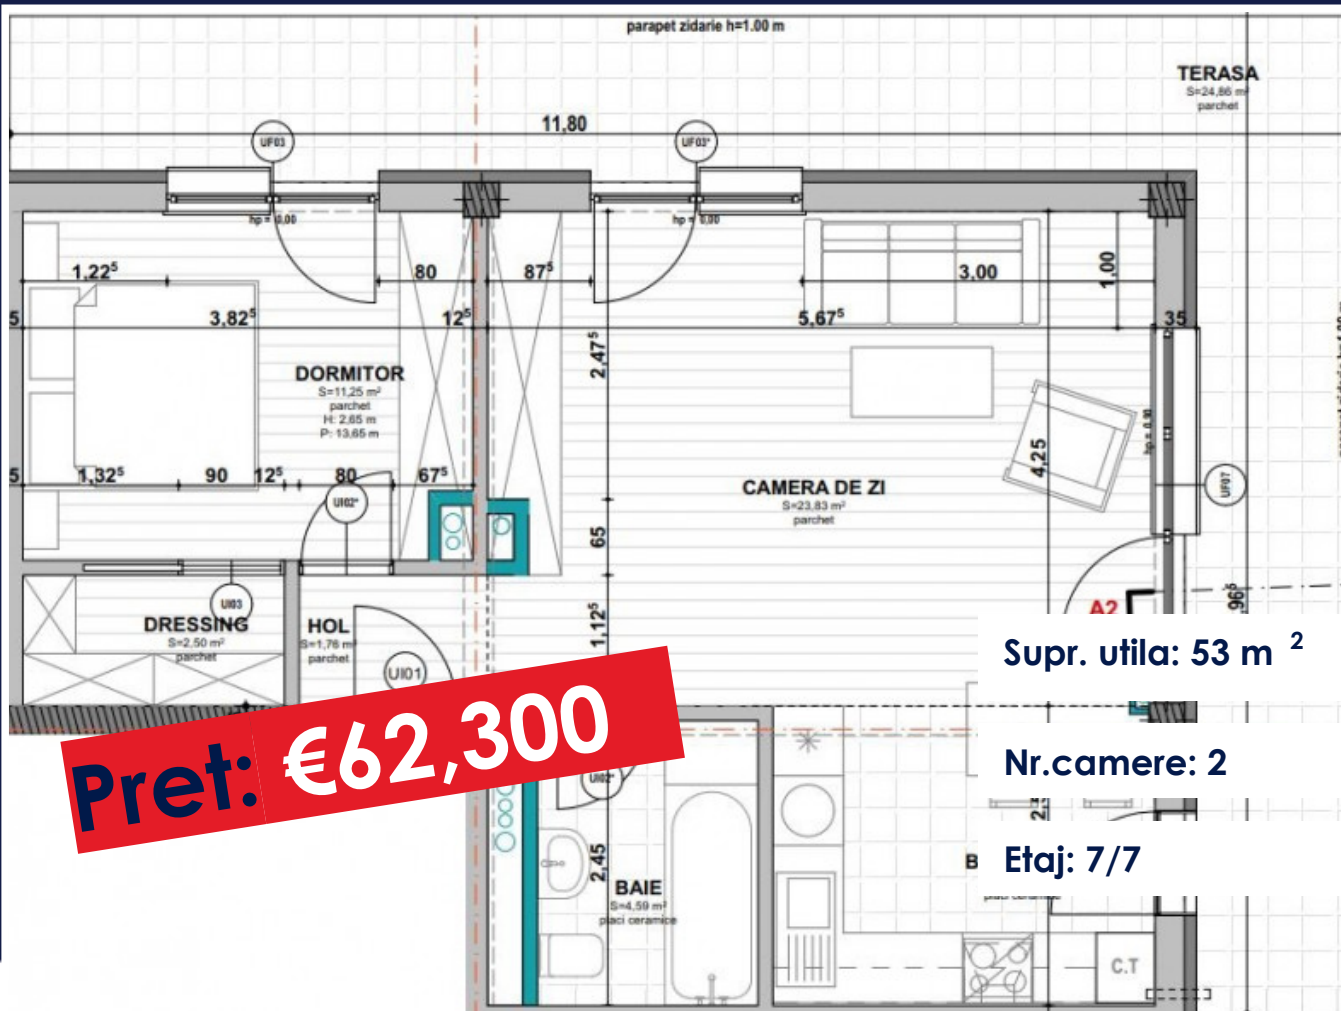 parapet zidarie h=1.00 m
TERASA
S=24,86 m²
parchet
11,80
UF03
UF03*
hp = 0,00
hp = 0,00
1,22⁵
80
87⁵
3,00
1,00
5
3,82⁵
12⁵
5,67⁵
35
2,47⁵
DORMITOR
S=11,25 m²
parchet
H: 2,65 m
P: 13,65 m
hp = 0,90
4,25
5
1,32⁵
90
12⁵
80
67⁵
UI02*
CAMERA DE ZI
S=23,83 m²
parchet
UF07
65
UI03
DRESSING
S=2,50 m²
parchet
HOL
S=1,76 m²
parchet
1,12⁵
A2
96⁵
UI01
Supr. utila: 53 m ²
Pret: €62,300
Nr.camere: 2
UI02*
2,45
BAIE
S=4,59 m²
placi ceramice
B
Etaj: 7/7
placi ceramice
C.T